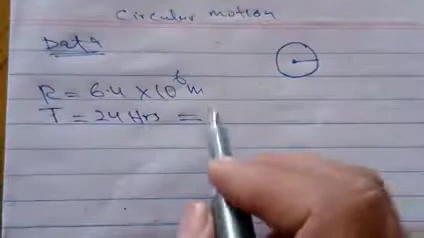 Circular motion
Data
R = 6.4 × 10⁶ m
T = 24 Hrs =